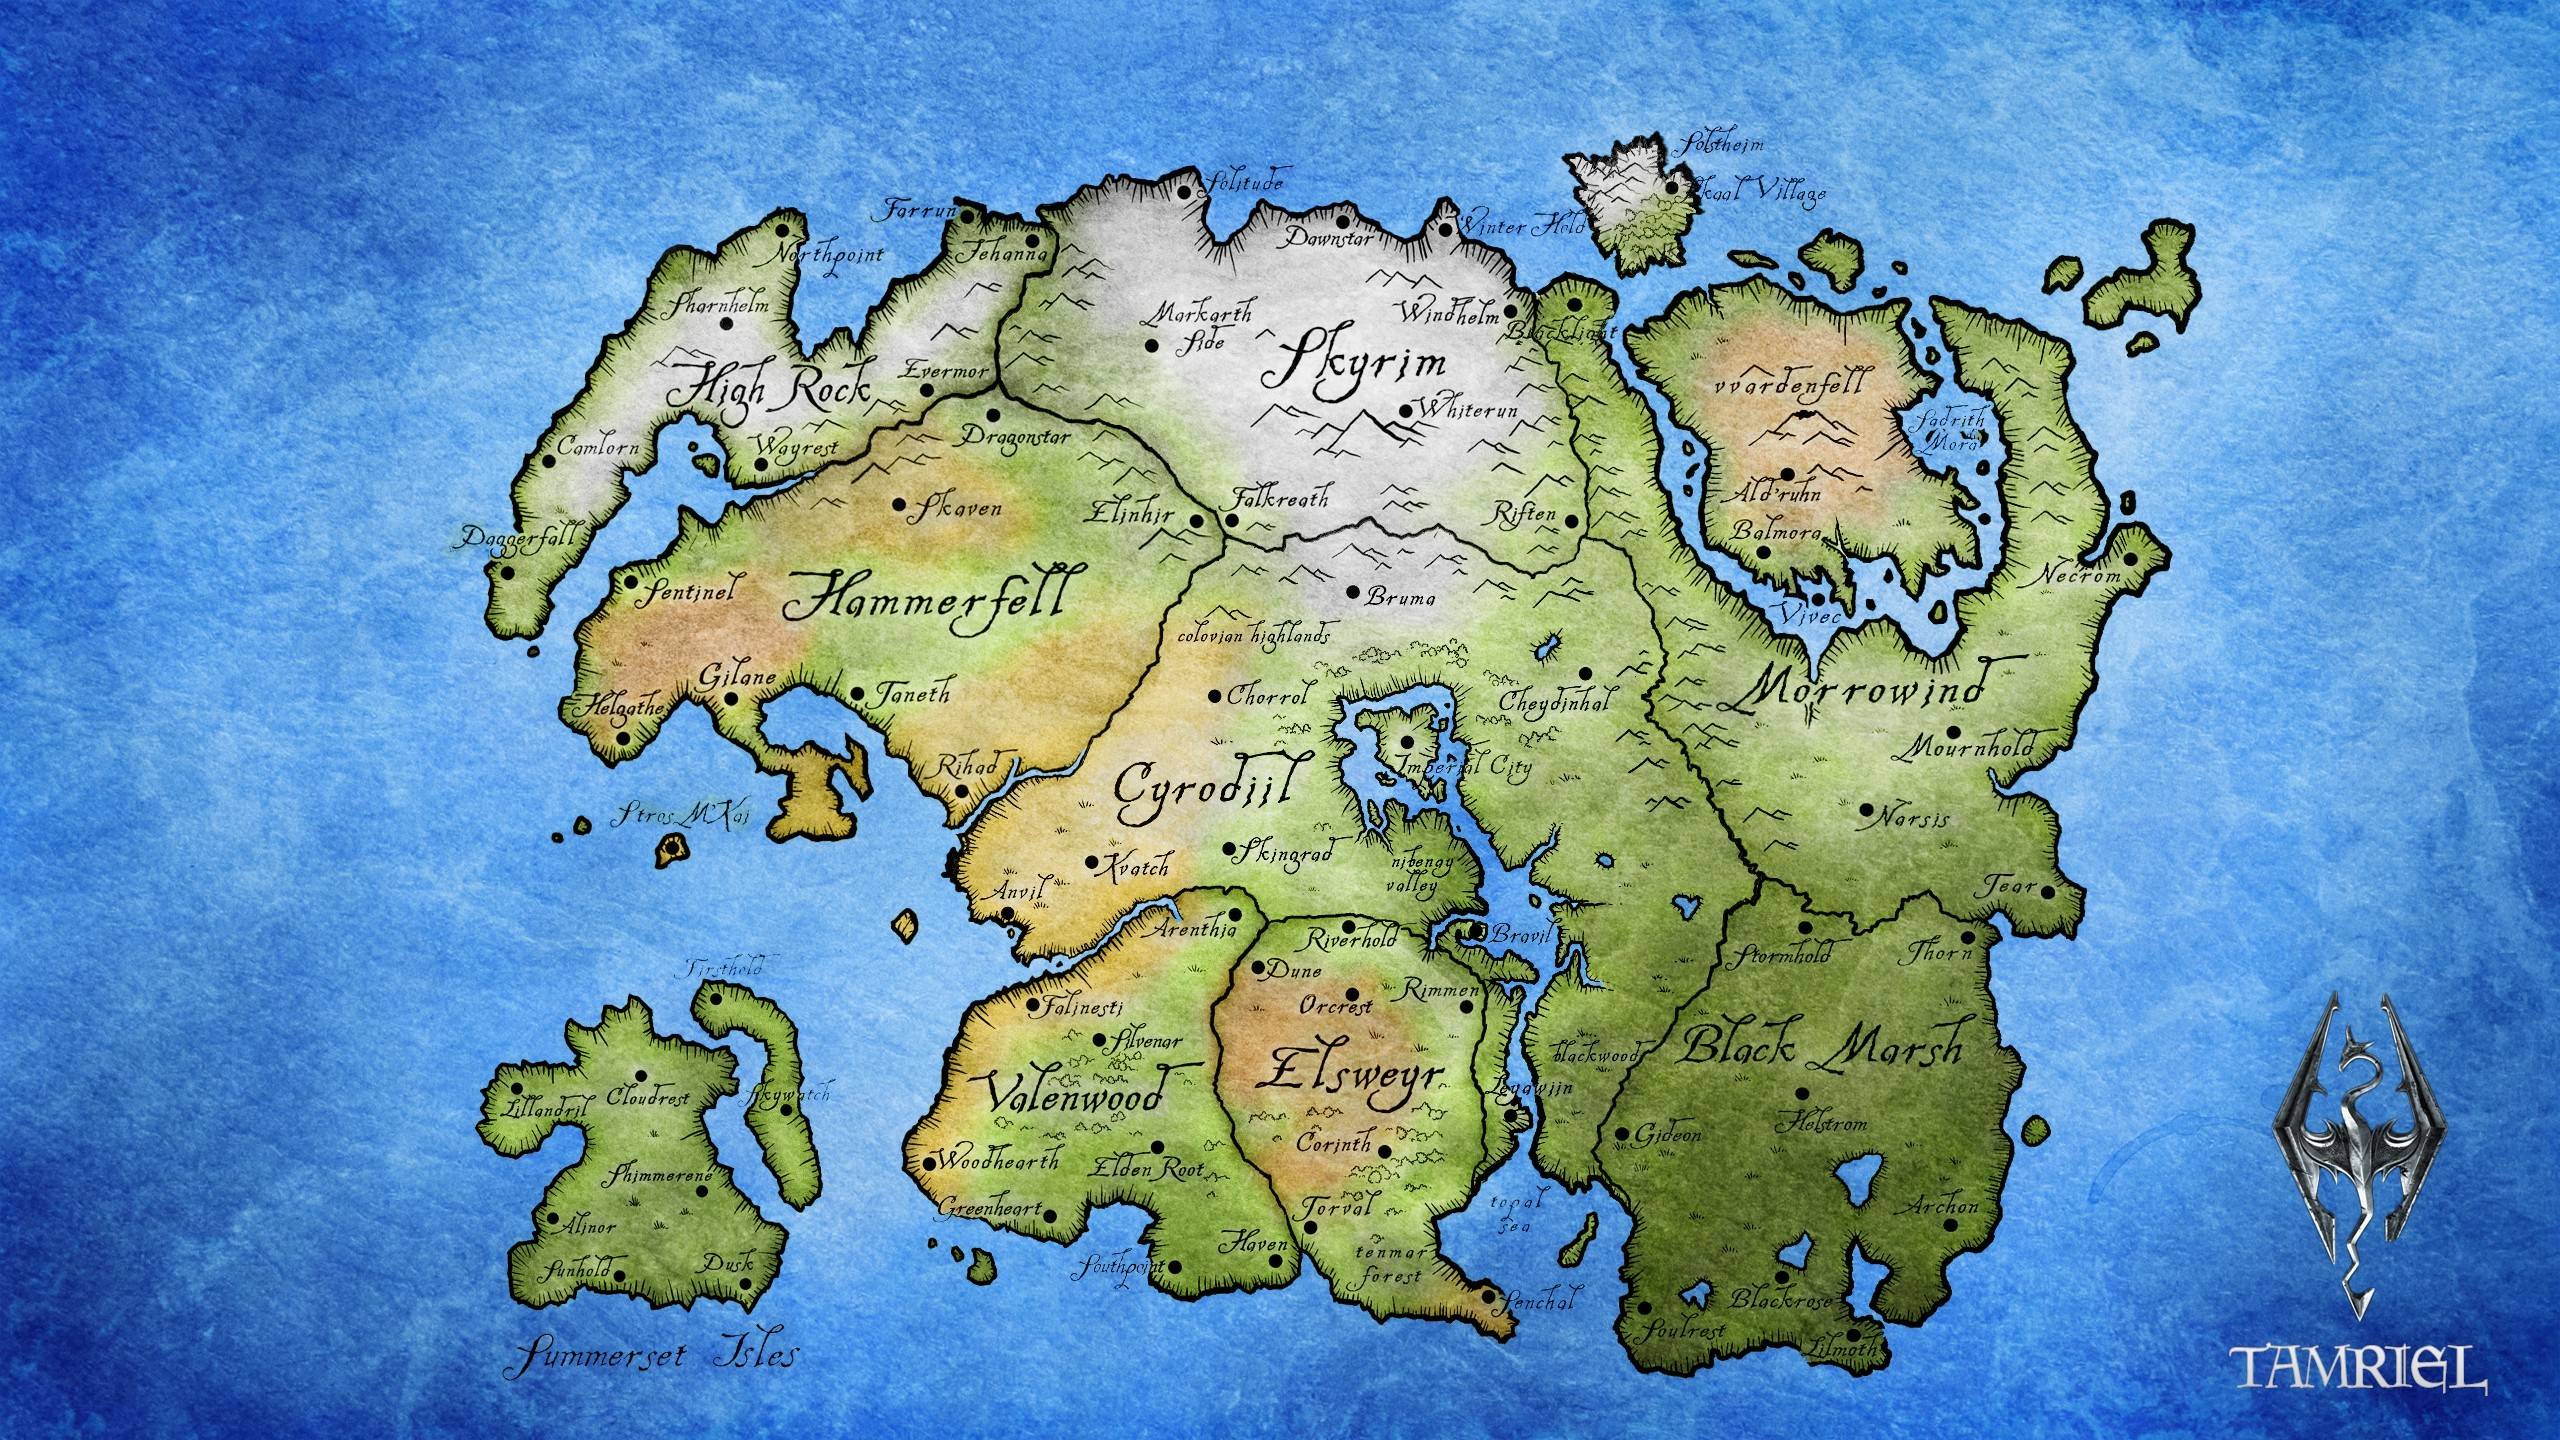 Solstheim
Skaal Village
Solitude
Farrun
Jehanna
Northpoint
Dawnstar
Winter Hold
Pharnhelm
Markarth
Side
Windhelm
Blacklight
Skyrim
High Rock
Evermor
vvardenfell
Whiterun
Sadrith
Mora
Camlorn
Wayrest
Dragonstar
Skaven
Elinhir
Falkreath
Riften
Ald'ruhn
Balmora
Daggerfall
Sentinel
Hammerfell
Bruma
Necrom
Vivec
colovian highlands
Gilane
Helgathe
Taneth
Chorrol
Cheydinhal
Morrowind
Mournhold
Rihad
Cyrodiil
Imperial City
Stros M'Kai
Narsis
Kvatch
Skingrad
nibenay
valley
Anvil
Tear
Arenthia
Riverhold
Bravil
Stormhold
Thorn
Firsthold
Dune
Orcrest
Rimmen
Falinesti
Silvenar
Elsweyr
blackwood
Black Marsh
Valenwood
Leyawiin
Lillandril
Cloudrest
Skywatch
Helstrom
Gideon
Corinth
Woodhearth
Elden Root
Shimmerene
Alinor
Greenheart
Torval
topal
sea
Archon
Haven
tenmar
forest
Southpoint
Sunhold
Dusk
Senchal
Blackrose
Soulrest
Lilmoth
Summerset Isles
TAMRIEL